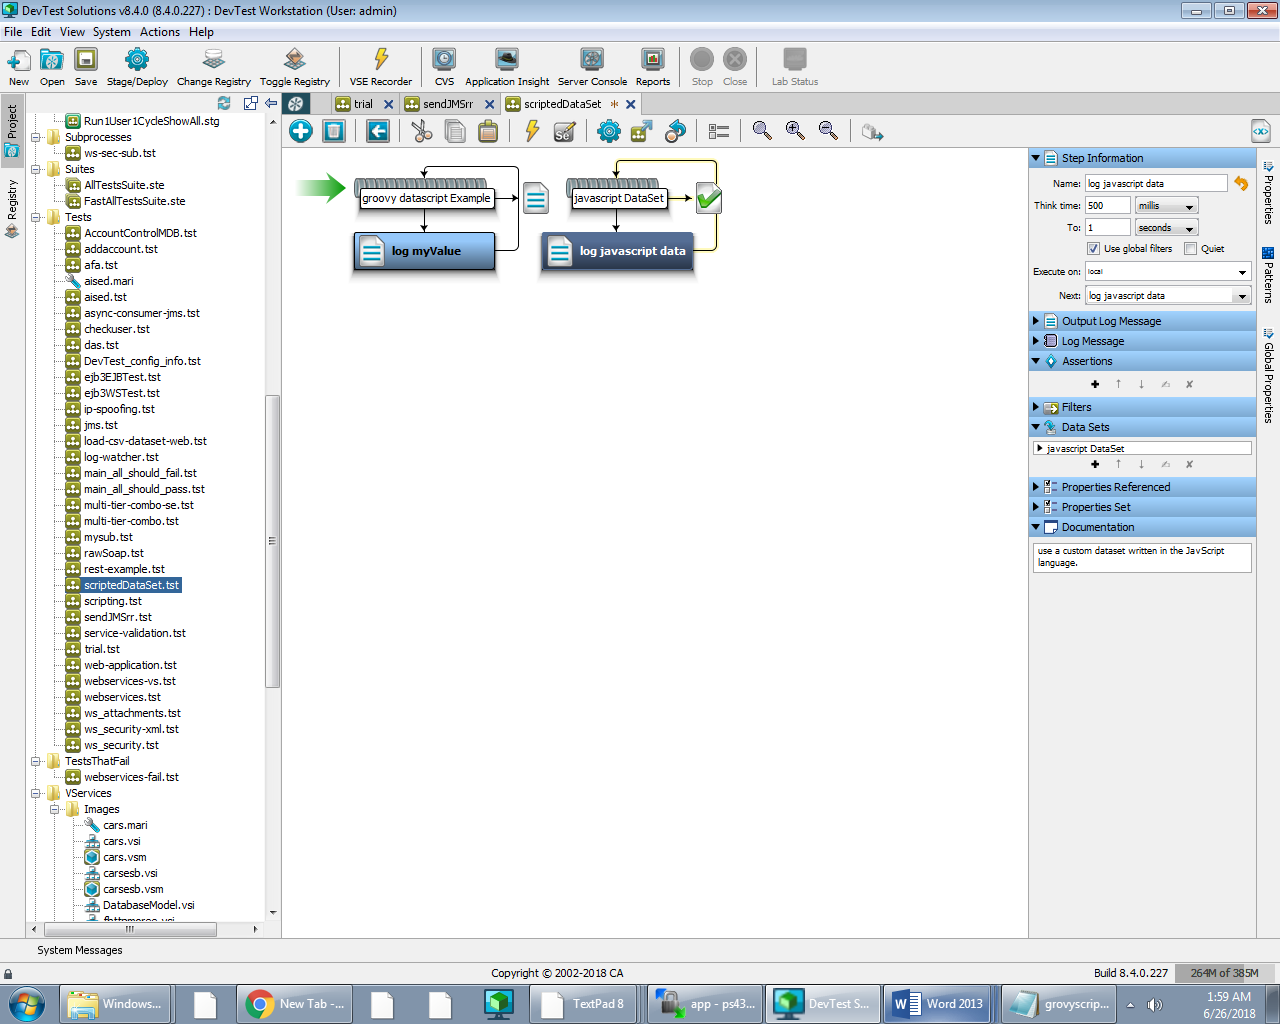 DevTest Solutions v8.4.0 (8.4.0.227) : DevTest Workstation (User: admin)
File Edit View System Actions Help
New Open Save Stage/Deploy Change Registry Toggle Registry VSE Recorder CVS Application Insight Server Console Reports Stop Close Lab Status
trial sendJMSrr scriptedDataSet
Project
Registry
Run1User1CycleShowAll.stg
Subprocesses
ws-sec-sub.tst
Suites
AllTestsSuite.ste
FastAllTestsSuite.ste
Tests
AccountControlMDB.tst
addaccount.tst
afa.tst
aised.mari
aised.tst
async-consumer-jms.tst
checkuser.tst
das.tst
DevTest_config_info.tst
ejb3EJBTest.tst
ejb3WSTest.tst
ip-spoofing.tst
jms.tst
load-csv-dataset-web.tst
log-watcher.tst
main_all_should_fail.tst
main_all_should_pass.tst
multi-tier-combo-se.tst
multi-tier-combo.tst
mysub.tst
rawSoap.tst
rest-example.tst
scriptedDataSet.tst
scripting.tst
sendJMSrr.tst
service-validation.tst
trial.tst
web-application.tst
webservices-vs.tst
webservices.tst
ws_attachments.tst
ws_security-xml.tst
ws_security.tst
TestsThatFail
webservices-fail.tst
VServices
Images
cars.mari
cars.vsi
cars.vsm
carsesb.vsi
carsesb.vsm
DatabaseModel.vsi
Se
groovy datascript Example
log myValue
javascript DataSet
log javascript data
Step Information
Name: log javascript data
Think time: 500 millis
To: 1 seconds
Use global filters Quiet
Execute on: local
Next: log javascript data
Output Log Message
Log Message
Assertions
Filters
Data Sets
javascript DataSet
Properties Referenced
Properties Set
Documentation
use a custom dataset written in the JavScript
language.
Properties
Patterns
Global Properties
System Messages
Copyright © 2002-2018 CA
Build 8.4.0.227 264M of 385M
Windows... New Tab -... TextPad 8 app - ps43... DevTest S... Word 2013 grovyscrip...
1:59 AM
6/26/2018